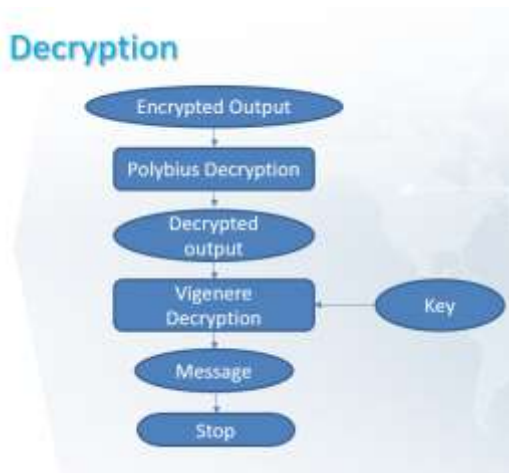 Decryption
Encrypted Output
Polybius Decryption
Decrypted
output
Vigenere
Decryption
Key
Message
Stop